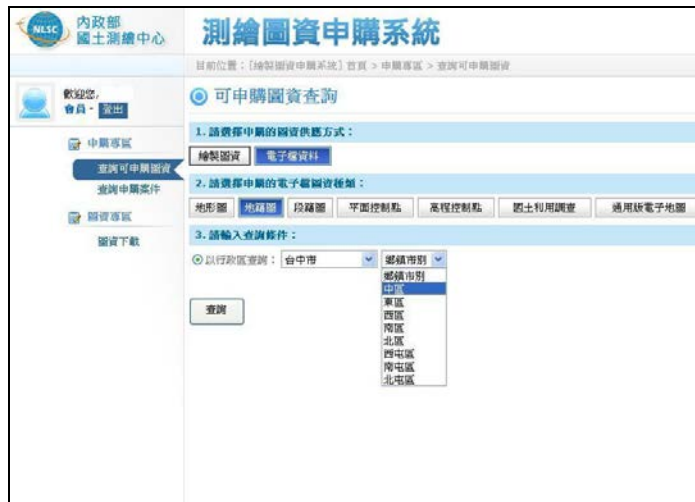 NLSC
內政部
國土測繪中心
測繪圖資申購系統
目前位置：[繪製圖資申購系統] 首頁 > 申購專區 > 查詢可申購圖資
歡迎您,
會員 - 登出
申購專區
查詢可申購圖資
查詢申購案件
圖資專區
圖資下載
可申購圖資查詢
1. 請選擇申購的圖資供應方式：
繪製圖資 電子檔資料
2. 請選擇申購的電子檔圖資種類：
地形圖 地籍圖 段籍圖 平面控制點 高程控制點 國土利用調查 通用版電子地圖
3. 請輸入查詢條件：
以行政區查詢： 台中市 鄉鎮市別
鄉鎮市別
中區
東區
西區
南區
北區
西屯區
南屯區
北屯區
查詢